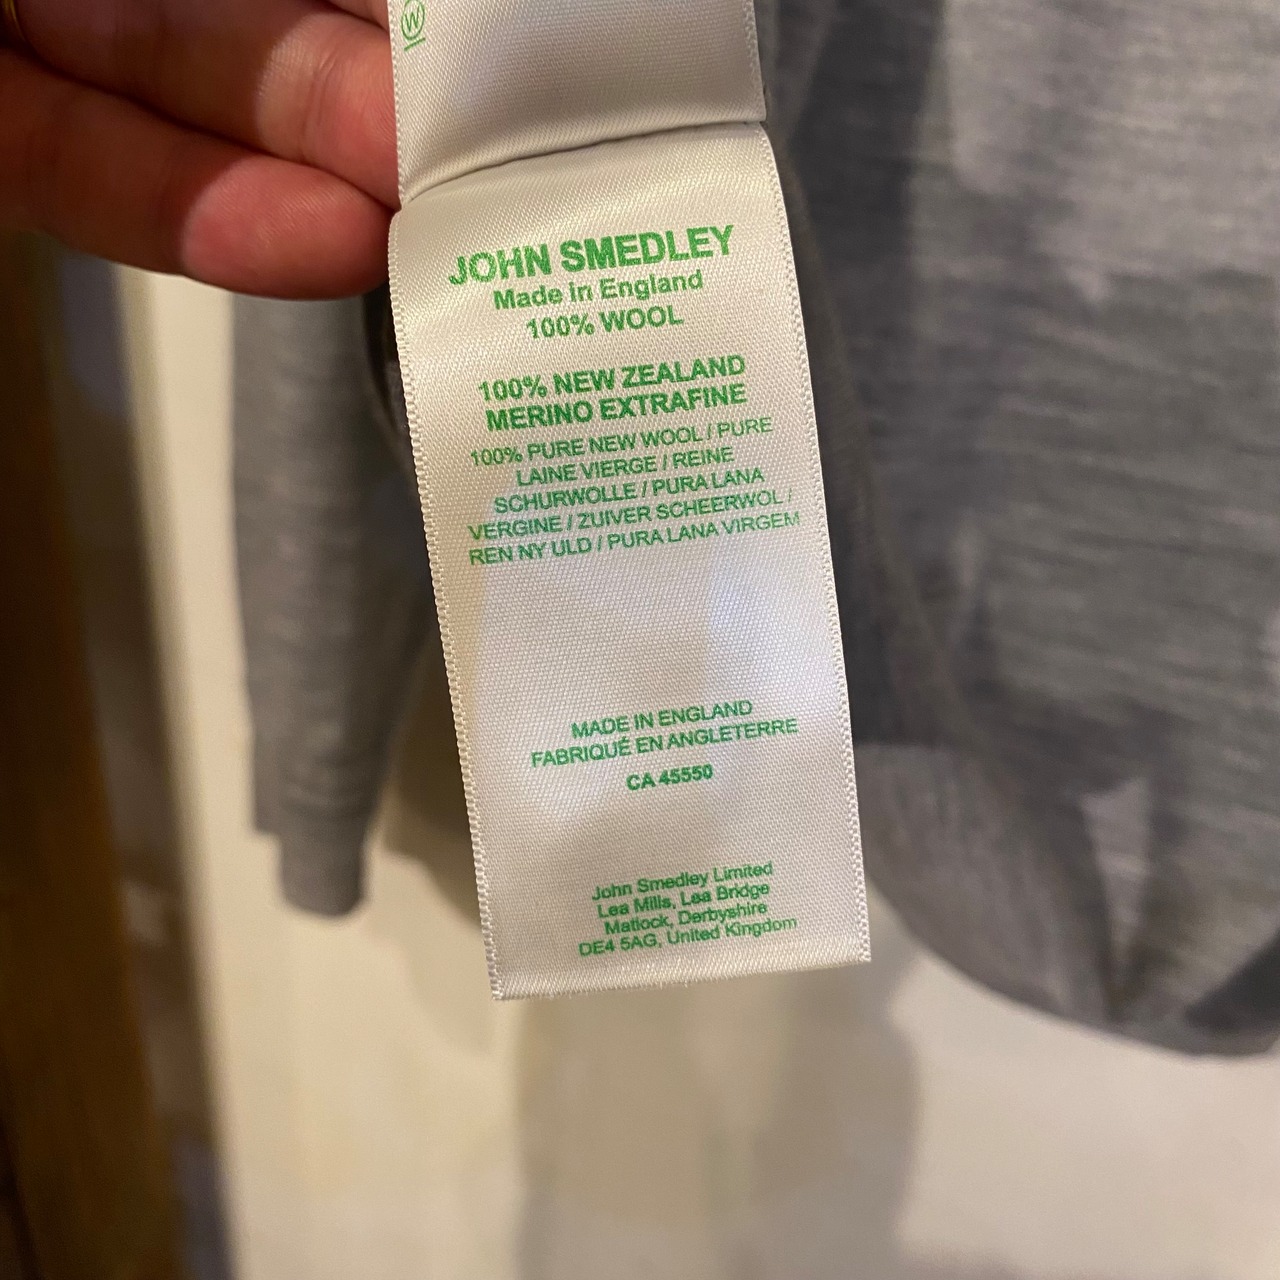 W
JOHN SMEDLEY
Made in England
100% WOOL
100% NEW ZEALAND
MERINO EXTRAFINE
100% PURE NEW WOOL / PURE
LAINE VIERGE / REINE
SCHURWOLLE / PURA LANA
VERGINE / ZUIVER SCHEERWOL /
REN NY ULD / PURA LANA VIRGEM
MADE IN ENGLAND
FABRIQUÉ EN ANGLETERRE
CA 45550
John Smedley Limited
Lea Mills, Lea Bridge
Matlock, Derbyshire
DE4 5AG, United Kingdom